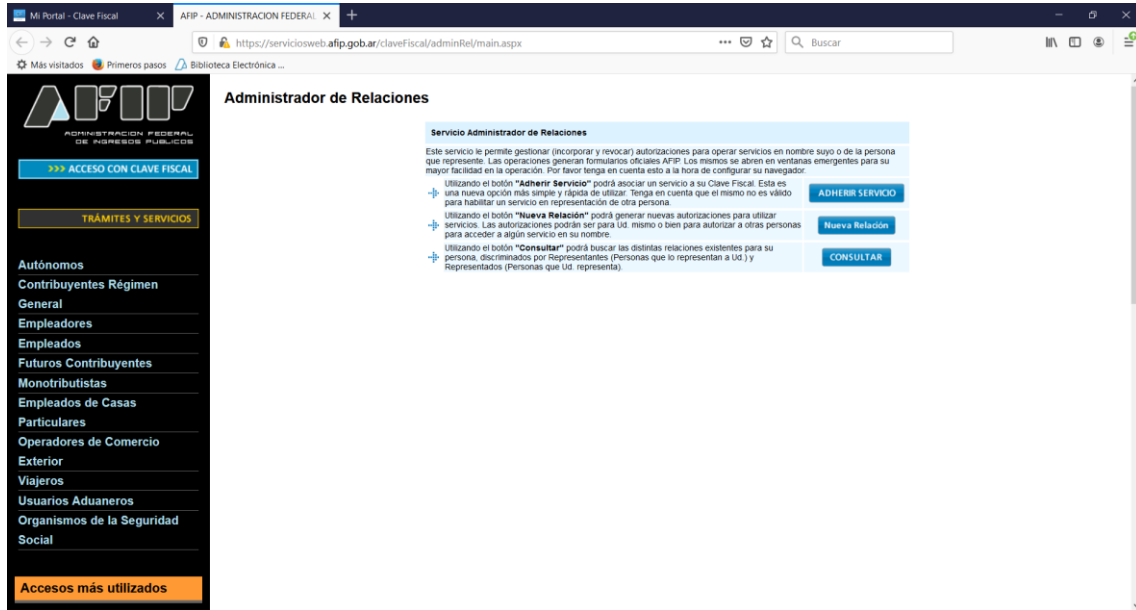 Mi Portal - Clave Fiscal
AFIP - ADMINISTRACION FEDERAL
https://serviciosweb.afip.gob.ar/claveFiscal/adminRel/main.aspx
Buscar
Más visitados
Primeros pasos
Biblioteca Electrónica ...
AFIP
ADMINISTRACION FEDERAL
DE INGRESOS PUBLICOS
>>> ACCESO CON CLAVE FISCAL
TRÁMITES Y SERVICIOS
Autónomos
Contribuyentes Régimen
General
Empleadores
Empleados
Futuros Contribuyentes
Monotributistas
Empleados de Casas
Particulares
Operadores de Comercio
Exterior
Viajeros
Usuarios Aduaneros
Organismos de la Seguridad
Social
Accesos más utilizados
Administrador de Relaciones
Servicio Administrador de Relaciones
Este servicio le permite gestionar (incorporar y revocar) autorizaciones para operar servicios en nombre suyo o de la persona
que represente. Las operaciones generan formularios oficiales AFIP. Los mismos se abren en ventanas emergentes para su
mayor facilidad en la operación. Por favor tenga en cuenta esto a la hora de configurar su navegador.
Utilizando el botón "Adherir Servicio" podrá asociar un servicio a su Clave Fiscal. Esta es
una nueva opción más simple y rápida de utilizar. Tenga en cuenta que el mismo no es válido
para habilitar un servicio en representación de otra persona.
ADHERIR SERVICIO
Utilizando el botón "Nueva Relación" podrá generar nuevas autorizaciones para utilizar
servicios. Las autorizaciones podrán ser para Ud. mismo o bien para autorizar a otras personas
para acceder a algún servicio en su nombre.
Nueva Relación
Utilizando el botón "Consultar" podrá buscar las distintas relaciones existentes para su
persona, discriminados por Representantes (Personas que lo representan a Ud.) y
Representados (Personas que Ud. representa).
CONSULTAR